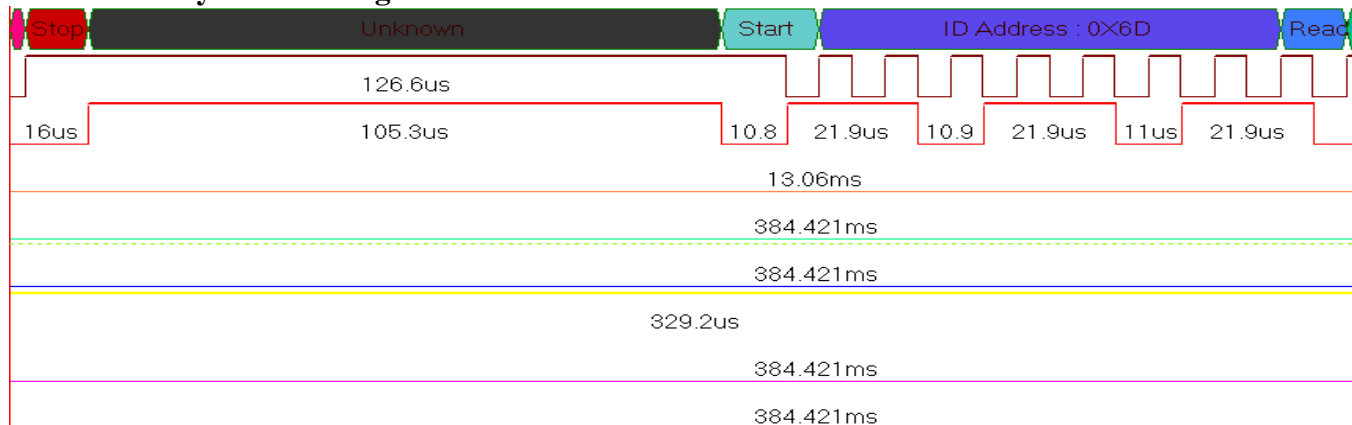 Stop Unknown Start ID Address : 0X6D Read
126.6us
16us 105.3us 10.8 21.9us 10.9 21.9us 11us 21.9us
13.06ms
384.421ms
384.421ms
329.2us
384.421ms
384.421ms